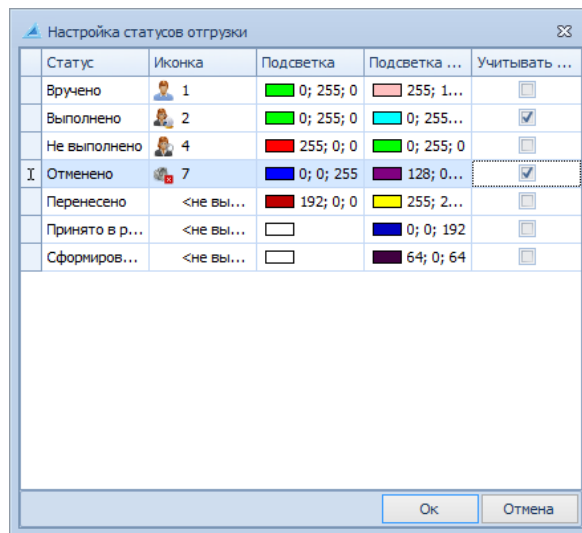 Настройка статусов отгрузки
Статус Иконка Подсветка Подсветка ... Учитывать ...
Вручено 1 0; 255; 0 255; 1...
Выполнено 2 0; 255; 0 0; 255...
Не выполнено 4 255; 0; 0 0; 255; 0
Отменено 7 0; 0; 255 128; 0...
Перенесено <не вы... 192; 0; 0 255; 2...
Принято в р... <не вы... 0; 0; 192
Сформиров... <не вы... 64; 0; 64
Ок Отмена